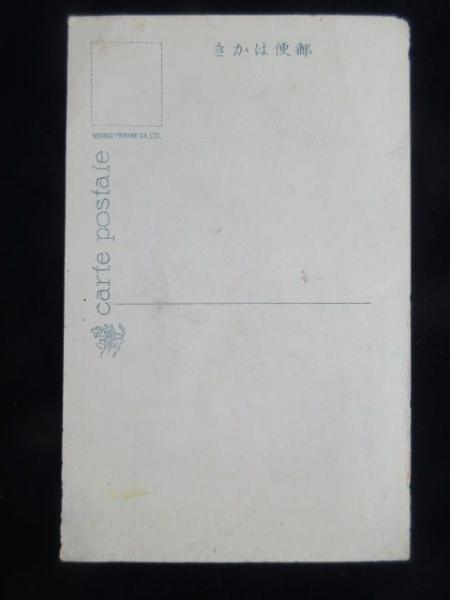 郵便はかき
PRINTING CO., LTD.
carte postale